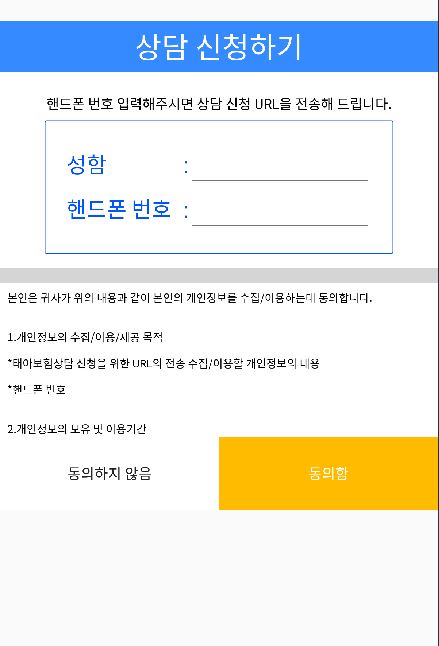 상담 신청하기
핸드폰 번호 입력해주시면 상담 신청 URL을 전송해 드립니다.
성함 :
핸드폰 번호 :
본인은 귀사가 위의 내용과 같이 본인의 개인정보를 수집/이용하는데 동의합니다.
1.개인정보의 수집/이용/제공 목적
*태아보험상담 신청을 위한 URL의 전송 수집/이용할 개인정보의 내용
*핸드폰 번호
2.개인정보의 보유 및 이용기간
동의하지 않음
동의함